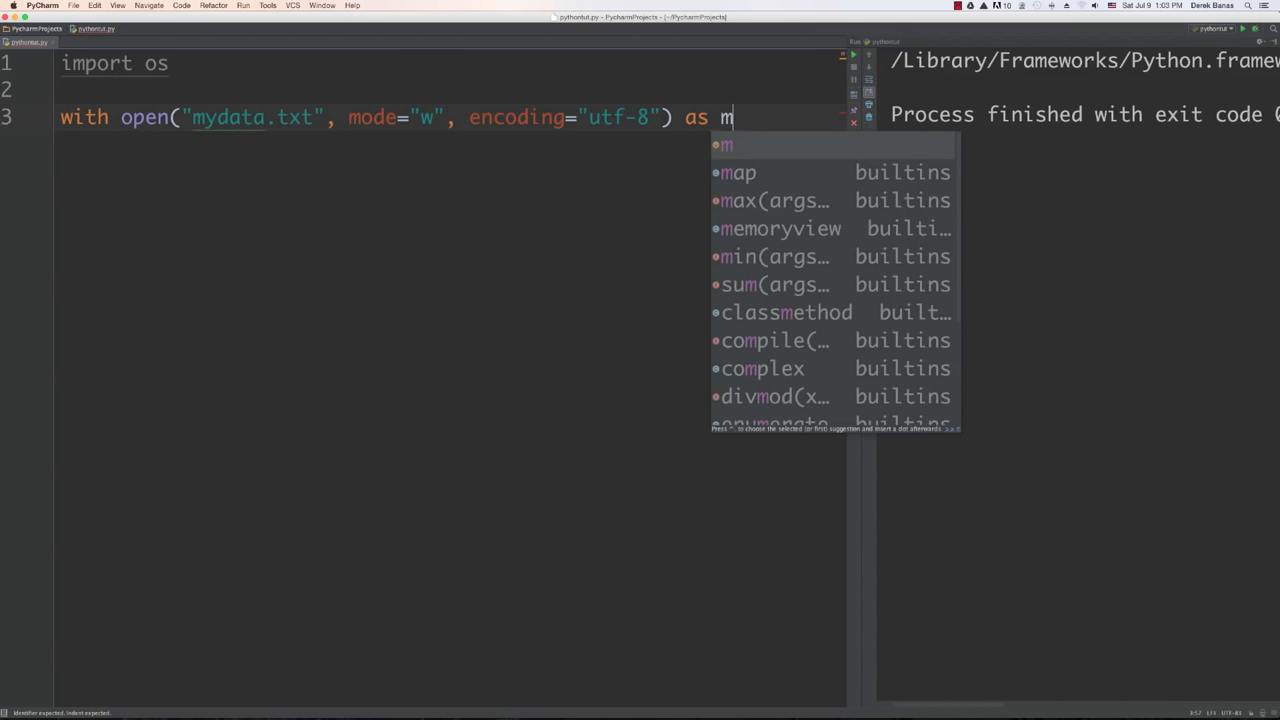 PyCharm File Edit View Navigate Code Refactor Run Tools VCS Window Help 10 Sat Jul 9 1:03 PM Derek Banas
pythontut.py - PycharmProjects - [~/PycharmProjects]
PycharmProjects pythontut.py pythontut
pythontut.py Run pythontut
1 import os
2
3 with open("mydata.txt", mode="w", encoding="utf-8") as m
/Library/Frameworks/Python.framew
Process finished with exit code 0
m
map builtins
max(args… builtins
memoryview builti…
min(args… builtins
sum(args… builtins
classmethod built…
compile(… builtins
complex builtins
divmod(x… builtins
enumerate builtins
Press ^. to choose the selected (or first) suggestion and insert a dot afterwards >>
Identifier expected. Indent expected. 3:57 LF÷ UTF-8÷